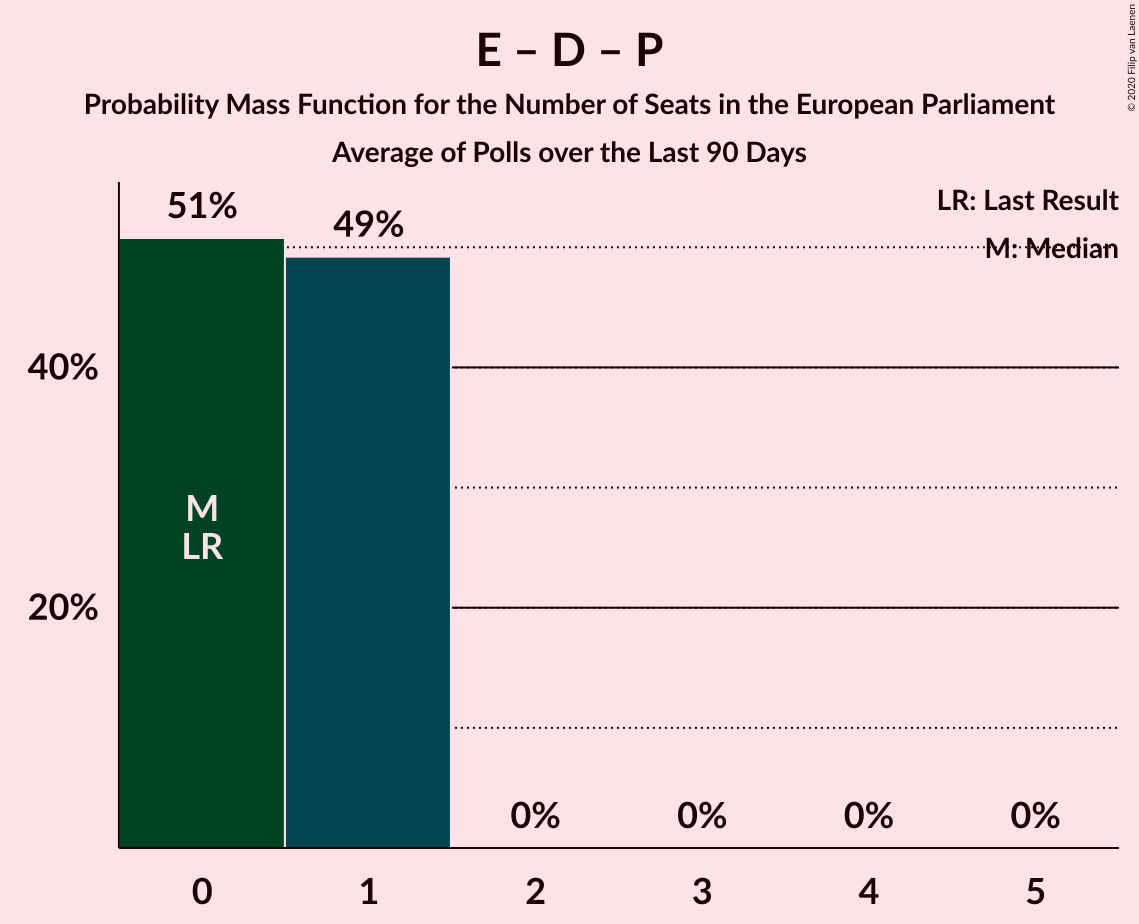 E – D – P
Probability Mass Function for the Number of Seats in the European Parliament
Average of Polls over the Last 90 Days
© 2020 Filip van Laenen
LR: Last Result
M: Median
51%
49%
40%
M
LR
20%
0%
0%
0%
0%
0
1
2
3
4
5